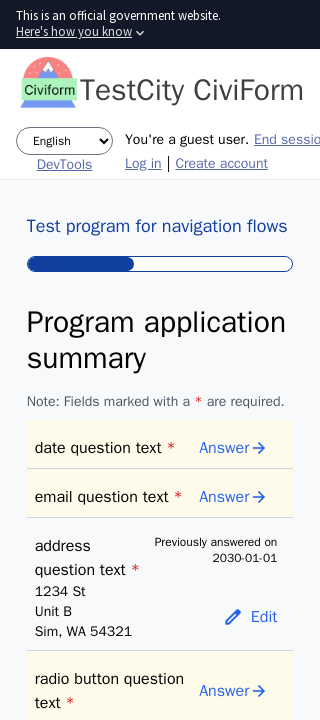 This is an official government website.
Here's how you know
Civiform
TestCity CiviForm
English
You're a guest user. End sessio
DevTools
Log in | Create account
Test program for navigation flows
Program application
summary
Note: Fields marked with a * are required.
date question text *
Answer
email question text *
Answer
address
question text *
Previously answered on
2030-01-01
1234 St
Unit B
Sim, WA 54321
Edit
radio button question
text *
Answer